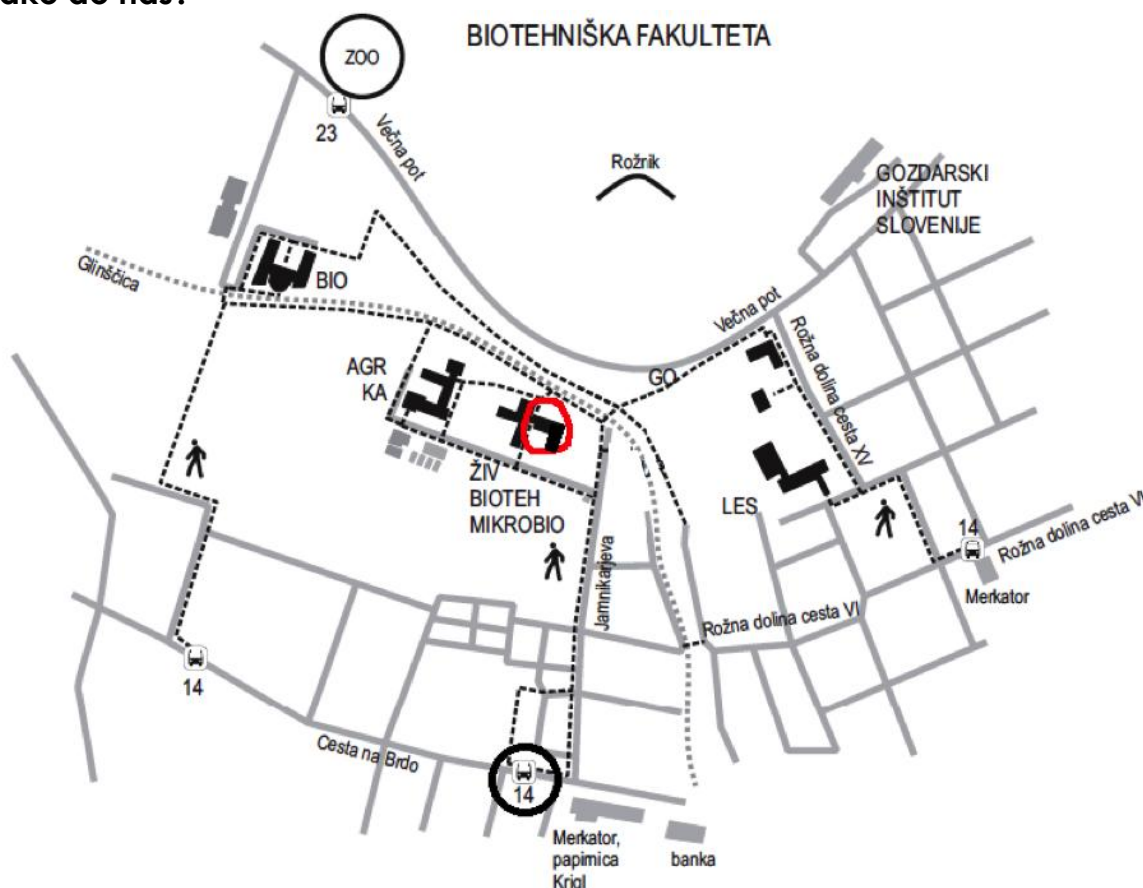 ako do nas?
BIOTEHNIŠKA FAKULTETA
ZOO
23
Večna pot
Rožnik
GOZDARSKI
INŠTITUT
SLOVENIJE
Glinščica
BIO
Večna pot
Rožna dolina cesta XV
AGR
KA
GO
ŽIV
BIOTEH
MIKROBIO
LES
14
Rožna dolina cesta VI
Merkator
Jamnikarjeva
Rožna dolina cesta VI
14
Cesta na Brdo
14
Merkator,
papirnica
Krigl
banka